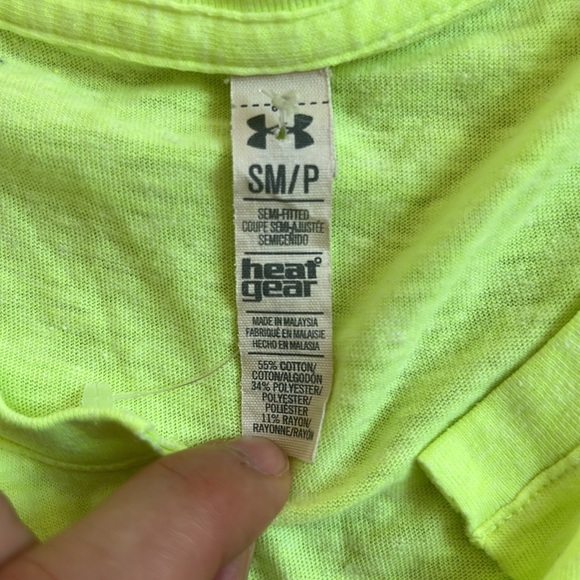 SM/P
SEMI-FITTED
COUPE SEMI-AJUSTÉE
SEMICEÑIDO
heat
gear
MADE IN MALAYSIA
FABRIQUÉ EN MALAISIE
HECHO EN MALASIA
55% COTTON/
COTON/ALGODÓN
34% POLYESTER/
POLYESTER/
POLIÉSTER
11% RAYON/
RAYONNE/RAYÓN